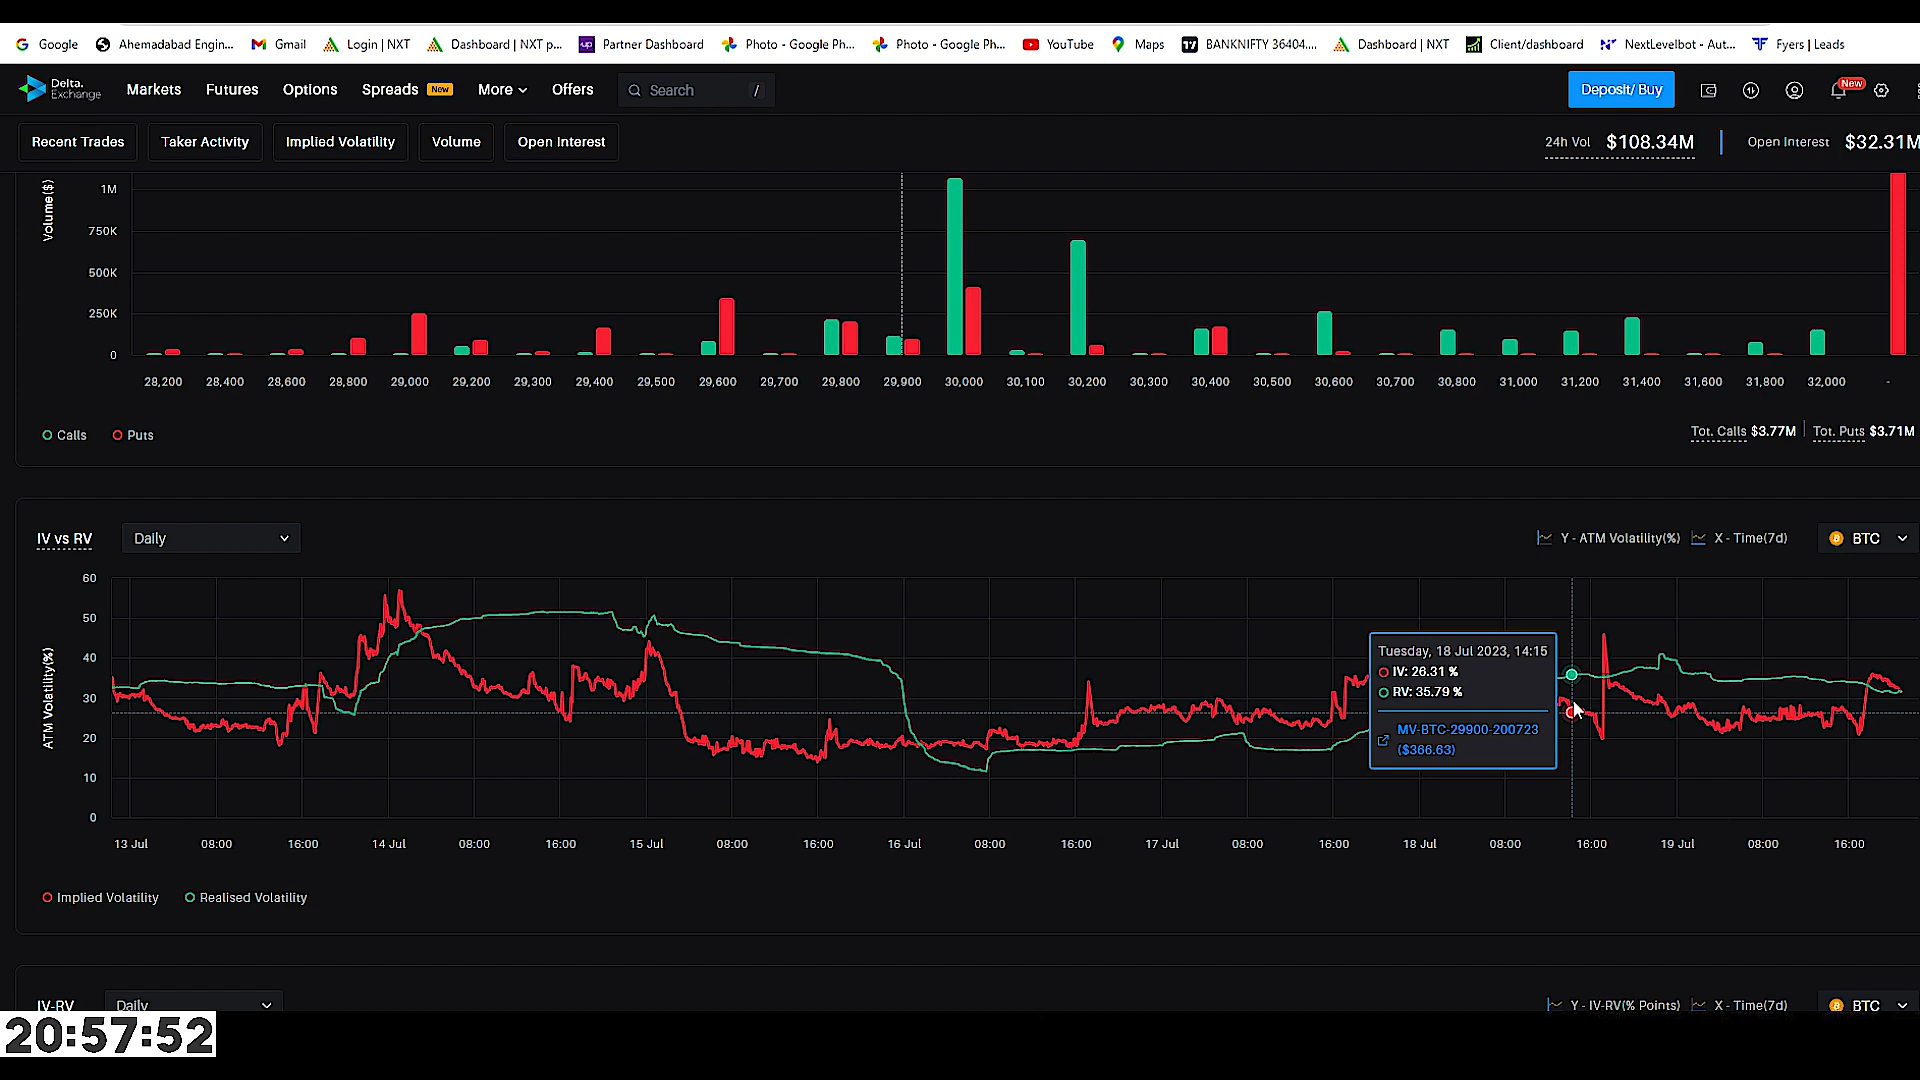 Google Ahemadabad Engin... Gmail Login | NXT Dashboard | NXT p... Partner Dashboard Photo - Google Ph... Photo - Google Ph... YouTube Maps BANKNIFTY 36404.... Dashboard | NXT Client/dashboard NextLevelbot - Aut... Fyers | Leads
Delta.
Exchange
Markets Futures Options Spreads New More Offers Search / Deposit/ Buy New
Recent Trades Taker Activity Implied Volatility Volume Open Interest 24h Vol $108.34M Open Interest $32.31M
Volume($)
1M
750K
500K
250K
0
28,200 28,400 28,600 28,800 29,000 29,200 29,300 29,400 29,500 29,600 29,700 29,800 29,900 30,000 30,100 30,200 30,300 30,400 30,500 30,600 30,700 30,800 31,000 31,200 31,400 31,600 31,800 32,000 -
Calls Puts Tot. Calls $3.77M Tot. Puts $3.71M
IV vs RV Daily Y - ATM Volatility(%) X - Time(7d) BTC
ATM Volatility(%)
60
50
40
30
20
10
0
Tuesday, 18 Jul 2023, 14:15
IV: 26.31 %
RV: 35.79 %
MV-BTC-29900-200723
($366.63)
13 Jul 08:00 16:00 14 Jul 08:00 16:00 15 Jul 08:00 16:00 16 Jul 08:00 16:00 17 Jul 08:00 16:00 18 Jul 08:00 16:00 19 Jul 08:00 16:00
Implied Volatility Realised Volatility
IV-RV Daily Y - IV-RV(% Points) X - Time(7d) BTC
20:57:52